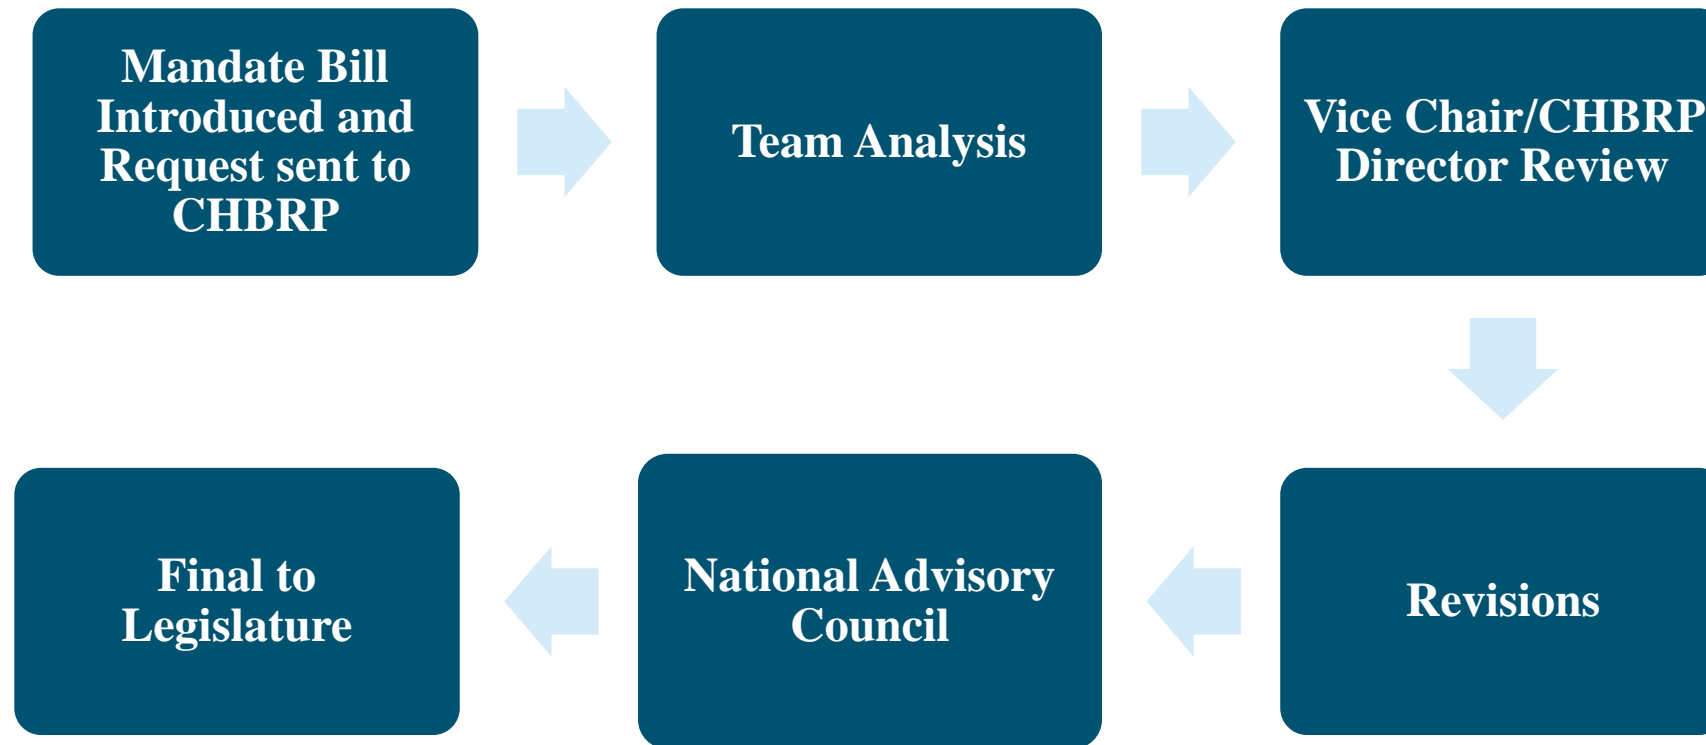 Mandate Bill
Introduced and
Request sent to
CHBRP
Team Analysis
Vice Chair/CHBRP
Director Review
Revisions
National Advisory
Council
Final to
Legislature